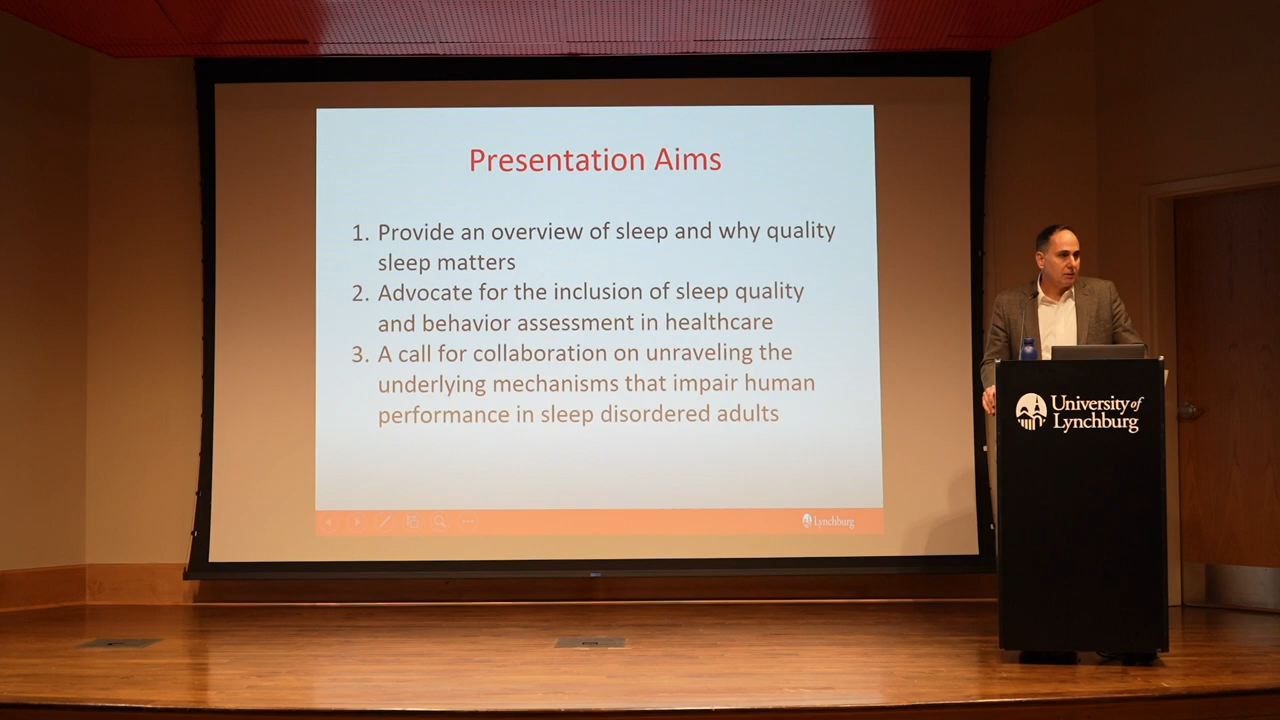 Presentation Aims
1. Provide an overview of sleep and why quality
sleep matters
2. Advocate for the inclusion of sleep quality
and behavior assessment in healthcare
3. A call for collaboration on unraveling the
underlying mechanisms that impair human
performance in sleep disordered adults
Lynchburg
University of
Lynchburg